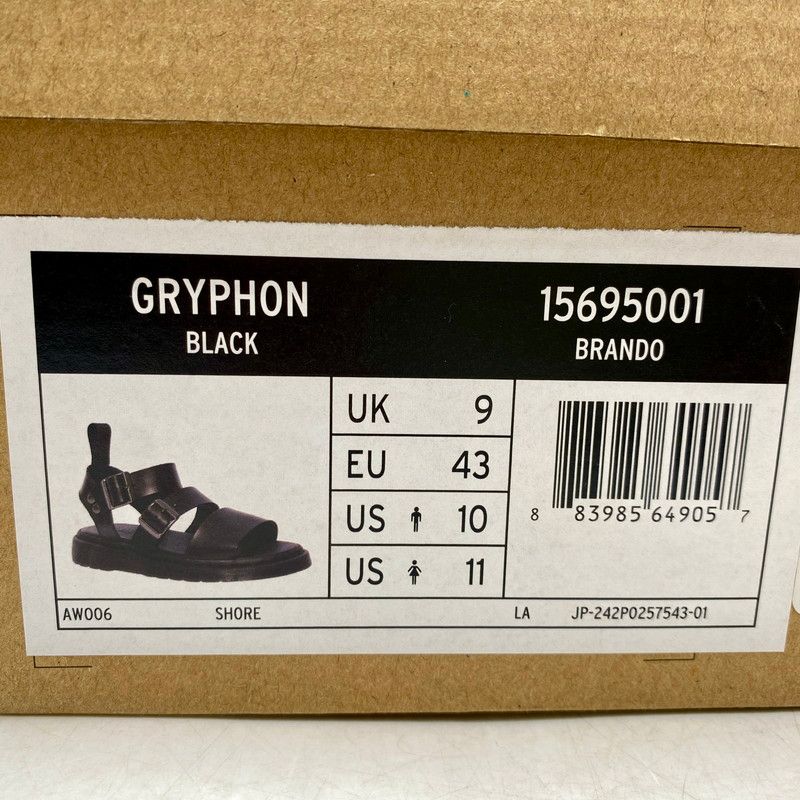 GRYPHON
BLACK
15695001
BRANDO
UK 9
EU 43
US 10
US 11
8 83985 64905 7
AW006 SHORE LA JP-242P0257543-01